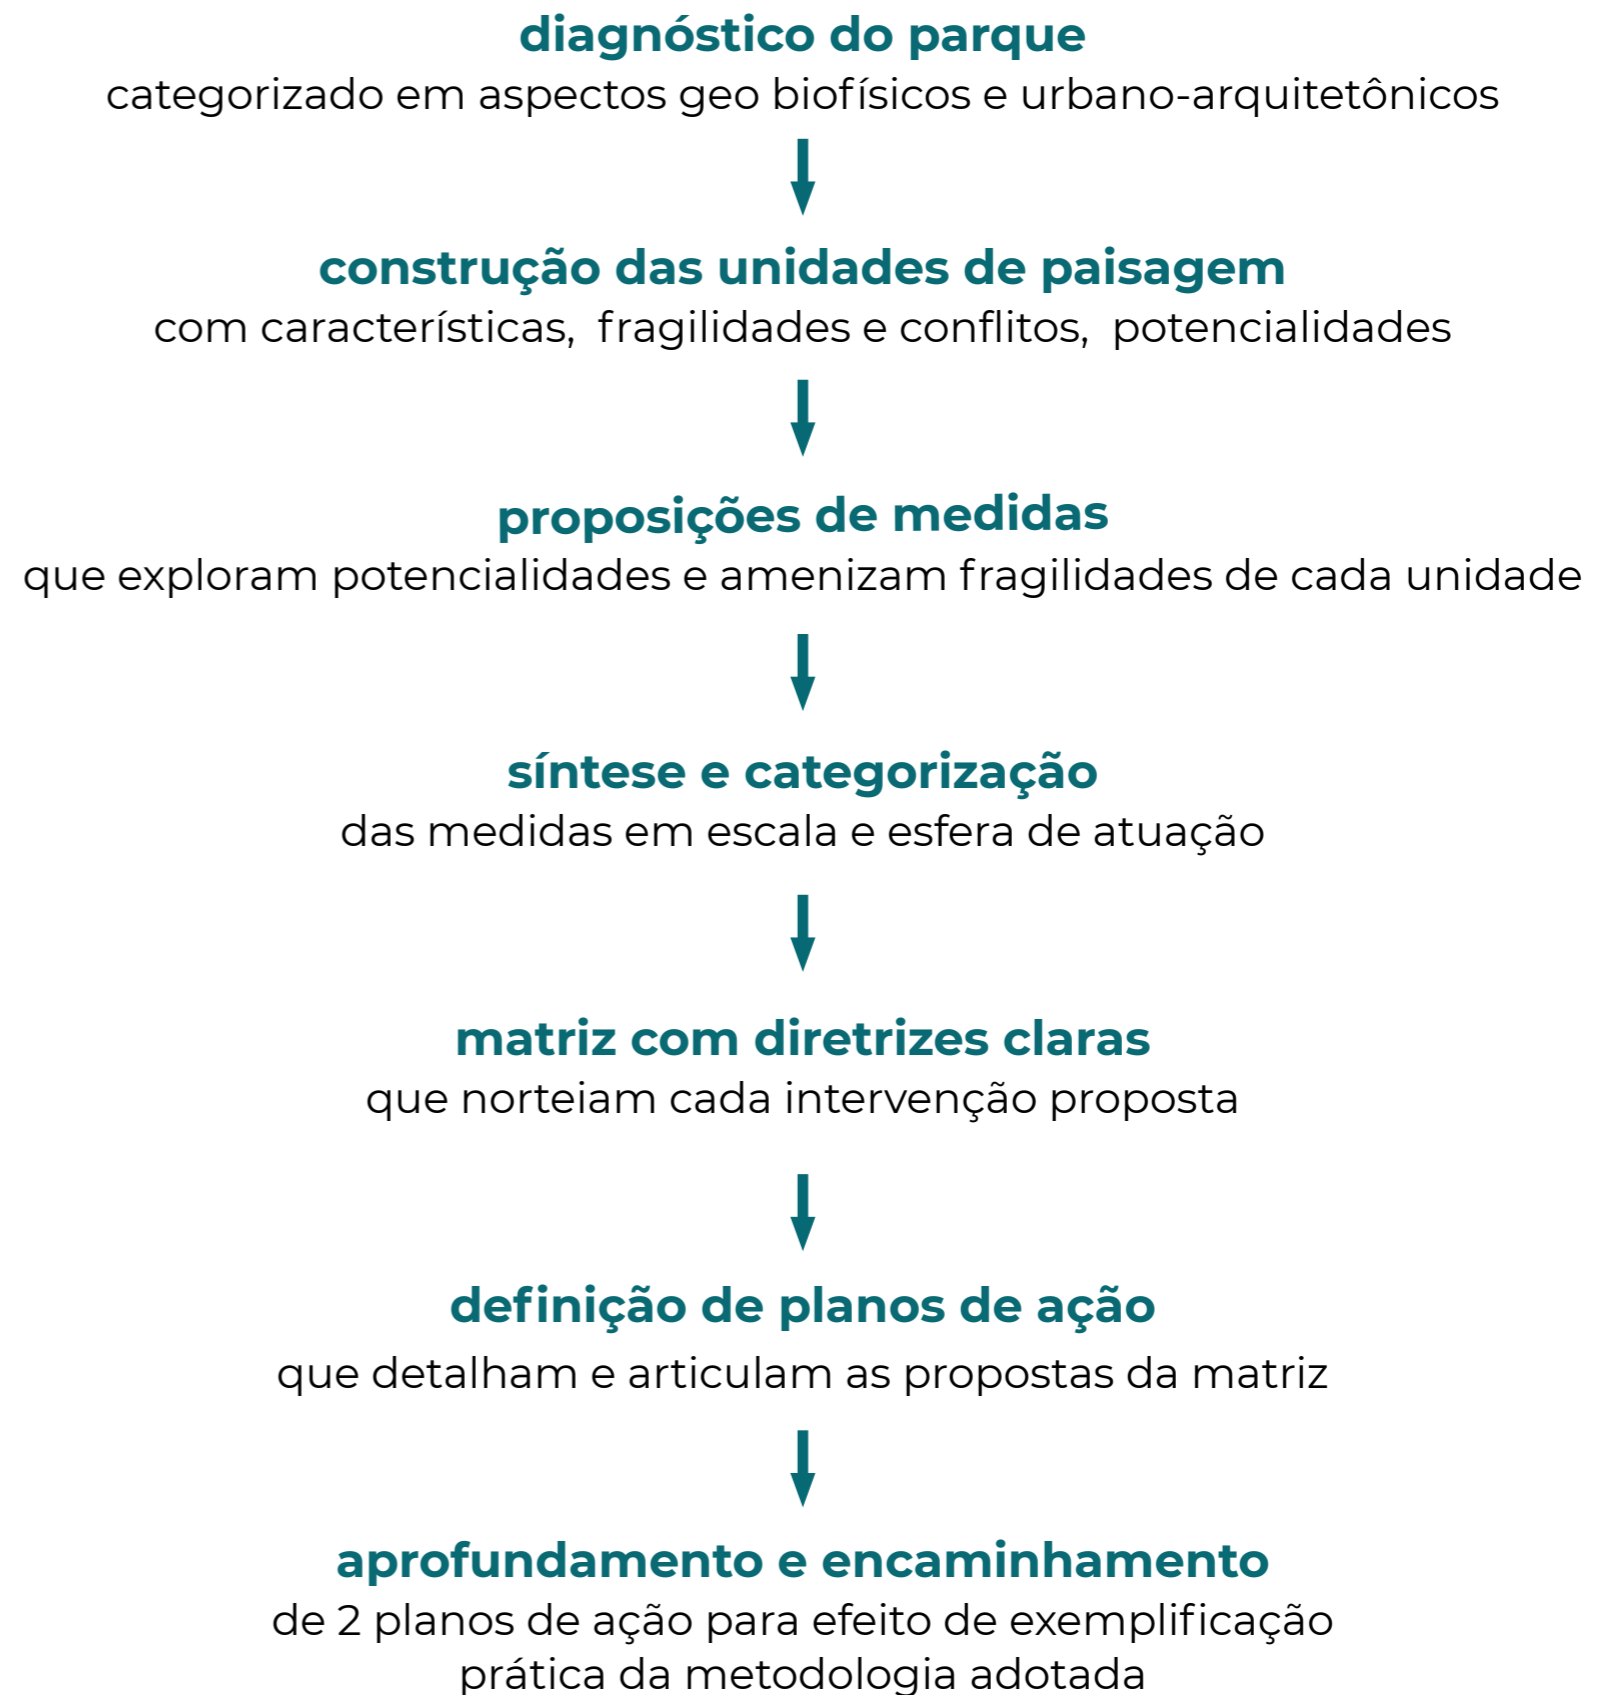 diagnóstico do parque
categorizado em aspectos geo biofísicos e urbano-arquitetônicos
construção das unidades de paisagem
com características, fragilidades e conflitos, potencialidades
proposições de medidas
que exploram potencialidades e amenizam fragilidades de cada unidade
síntese e categorização
das medidas em escala e esfera de atuação
matriz com diretrizes claras
que norteiam cada intervenção proposta
definição de planos de ação
que detalham e articulam as propostas da matriz
aprofundamento e encaminhamento
de 2 planos de ação para efeito de exemplificação
prática da metodologia adotada